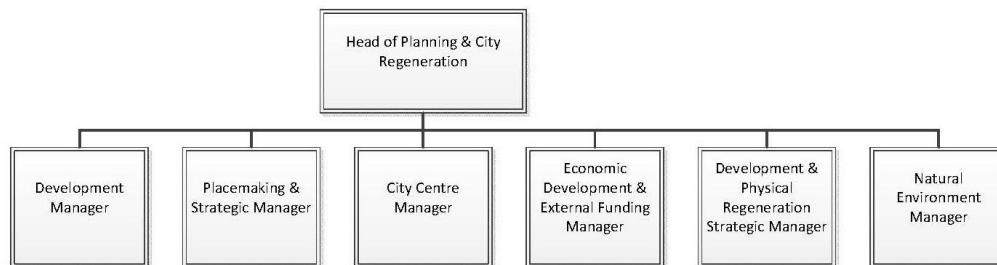 Head of Planning & City
Regeneration
Development
Manager
Placemaking &
Strategic Manager
City Centre
Manager
Economic
Development &
External Funding
Manager
Development &
Physical
Regeneration
Strategic Manager
Natural
Environment
Manager